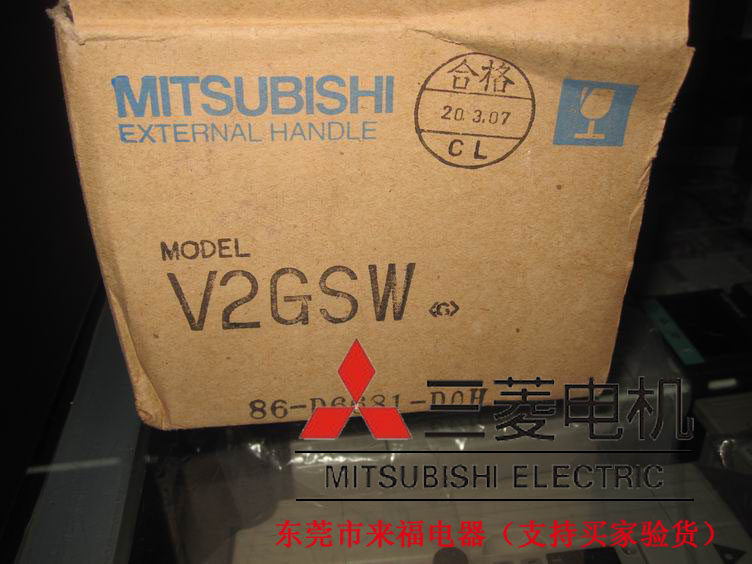 MITSUBISHI
EXTERNAL HANDLE
合格
20.3.07
CL
MODEL
V2GSW <G>
三菱电机
MITSUBISHI ELECTRIC
东莞市来福电器（支持买家验货）